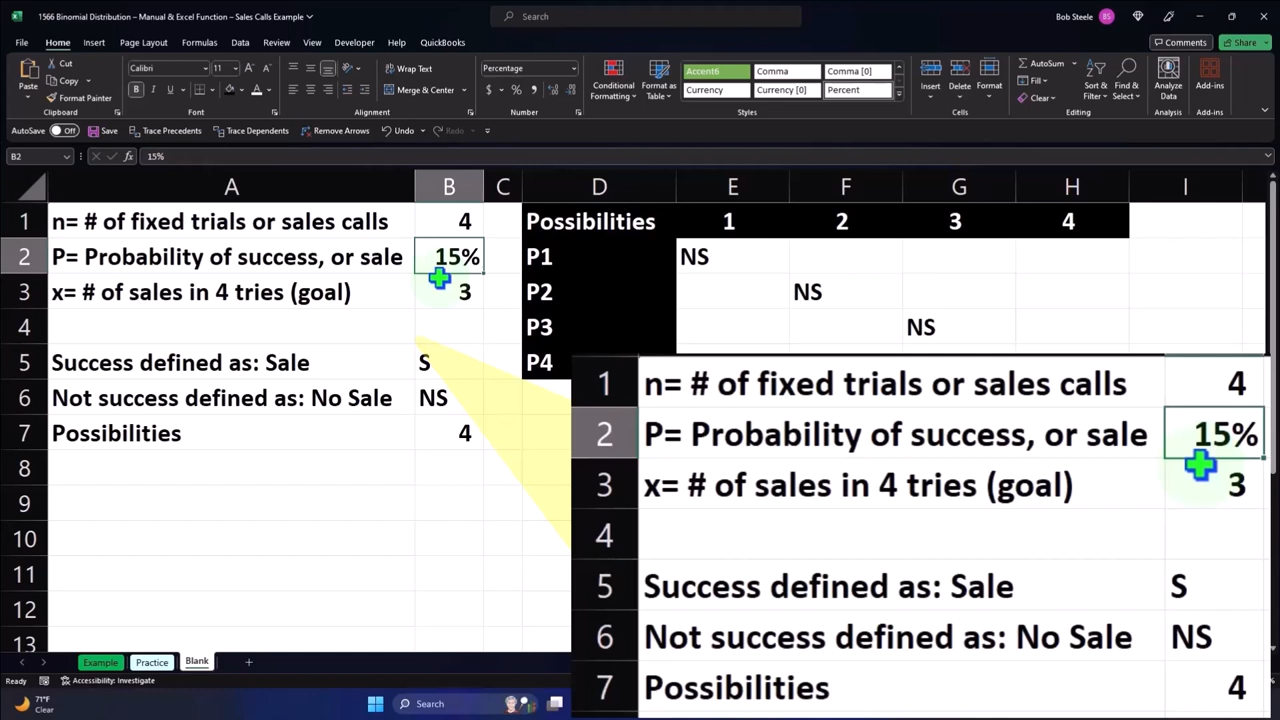 1566 Binomial Distribution – Manual & Excel Function – Sales Calls Example
Search
Bob Steele BS
File Home Insert Page Layout Formulas Data Review View Developer Help QuickBooks
Comments Share
Paste Cut Copy Format Painter
Clipboard
Calibri 11
B I U A
Font
Wrap Text
Merge & Center
Alignment
Percentage
$ % 9
Number
Conditional Formatting
Format as Table
Accent6 Comma Comma [0]
Currency Currency [0] Percent
Styles
Insert Delete Format
Cells
AutoSum
Fill
Clear
Sort & Filter
Find & Select
Editing
Analyze Data
Analysis
Add-ins
Add-ins
AutoSave Off Save Trace Precedents Trace Dependents Remove Arrows Undo Redo
B2 fx 15%
A B C D E F G H I
1 n= # of fixed trials or sales calls 4 Possibilities 1 2 3 4
2 P= Probability of success, or sale 15% P1 NS
3 x= # of sales in 4 tries (goal) 3 P2 NS
4 P3 NS
5 Success defined as: Sale S P4
6 Not success defined as: No Sale NS
7 Possibilities 4
8
9
10
11
12
13
1 n= # of fixed trials or sales calls 4
2 P= Probability of success, or sale 15%
3 x= # of sales in 4 tries (goal) 3
4
5 Success defined as: Sale S
6 Not success defined as: No Sale NS
7 Possibilities 4
Example Practice Blank
Ready Accessibility: Investigate
71°F
Clear
Search